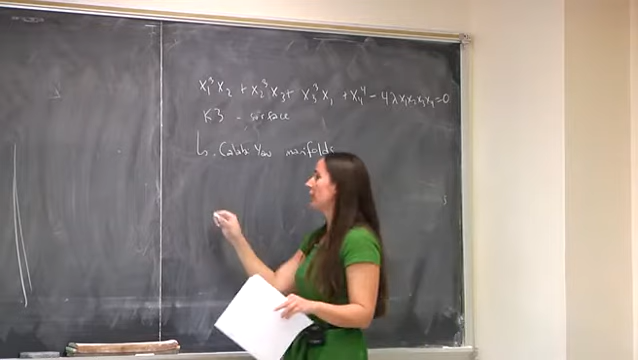 x₁³x₂ + x₂³x₃ + x₃³x₁ + x₄⁴ - 4λx₁x₂x₃x₄ = 0
K3 - surface
↳ . Calabi Yau manifolds